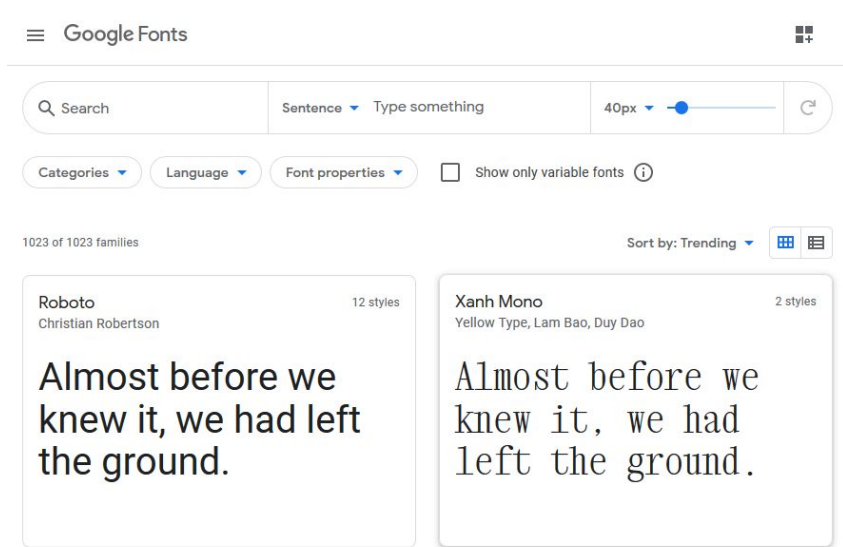 Google Fonts
Search
Sentence
Type something
40px
Categories
Language
Font properties
Show only variable fonts
1023 of 1023 families
Sort by: Trending
Roboto
12 styles
Christian Robertson
Almost before we
knew it, we had left
the ground.
Xanh Mono
2 styles
Yellow Type, Lam Bao, Duy Dao
Almost before we
knew it, we had
left the ground.